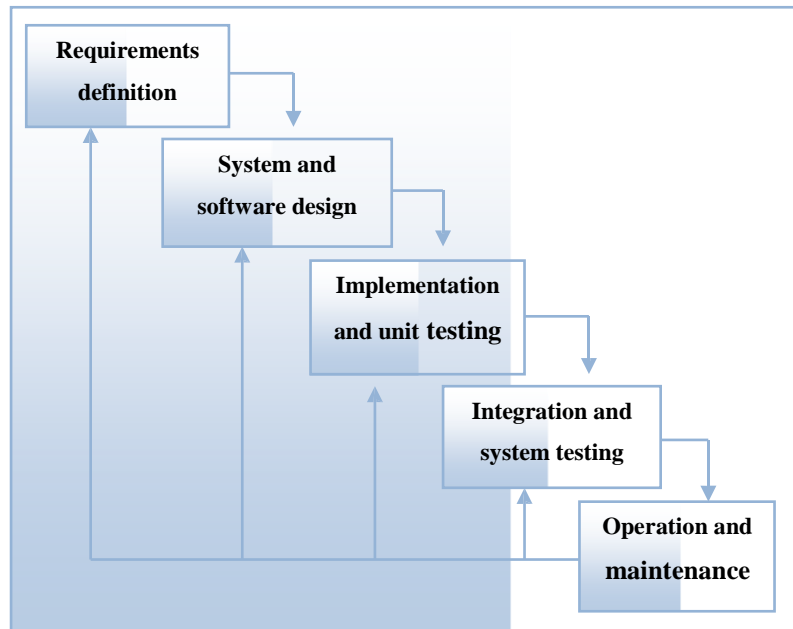 Requirements
definition
System and
software design
Implementation
and unit testing
Integration and
system testing
Operation and
maintenance